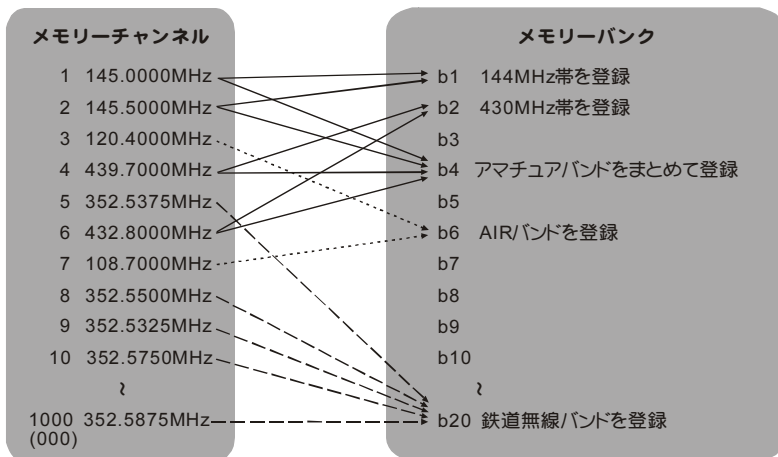 メモリーチャンネル
1 145.0000MHz
2 145.5000MHz
3 120.4000MHz
4 439.7000MHz
5 352.5375MHz
6 432.8000MHz
7 108.7000MHz
8 352.5500MHz
9 352.5325MHz
10 352.5750MHz
~
1000 352.5875MHz
(000)
メモリーバンク
b1 144MHz帯を登録
b2 430MHz帯を登録
b3
b4 アマチュアバンドをまとめて登録
b5
b6 AIRバンドを登録
b7
b8
b9
b10
~
b20 鉄道無線バンドを登録